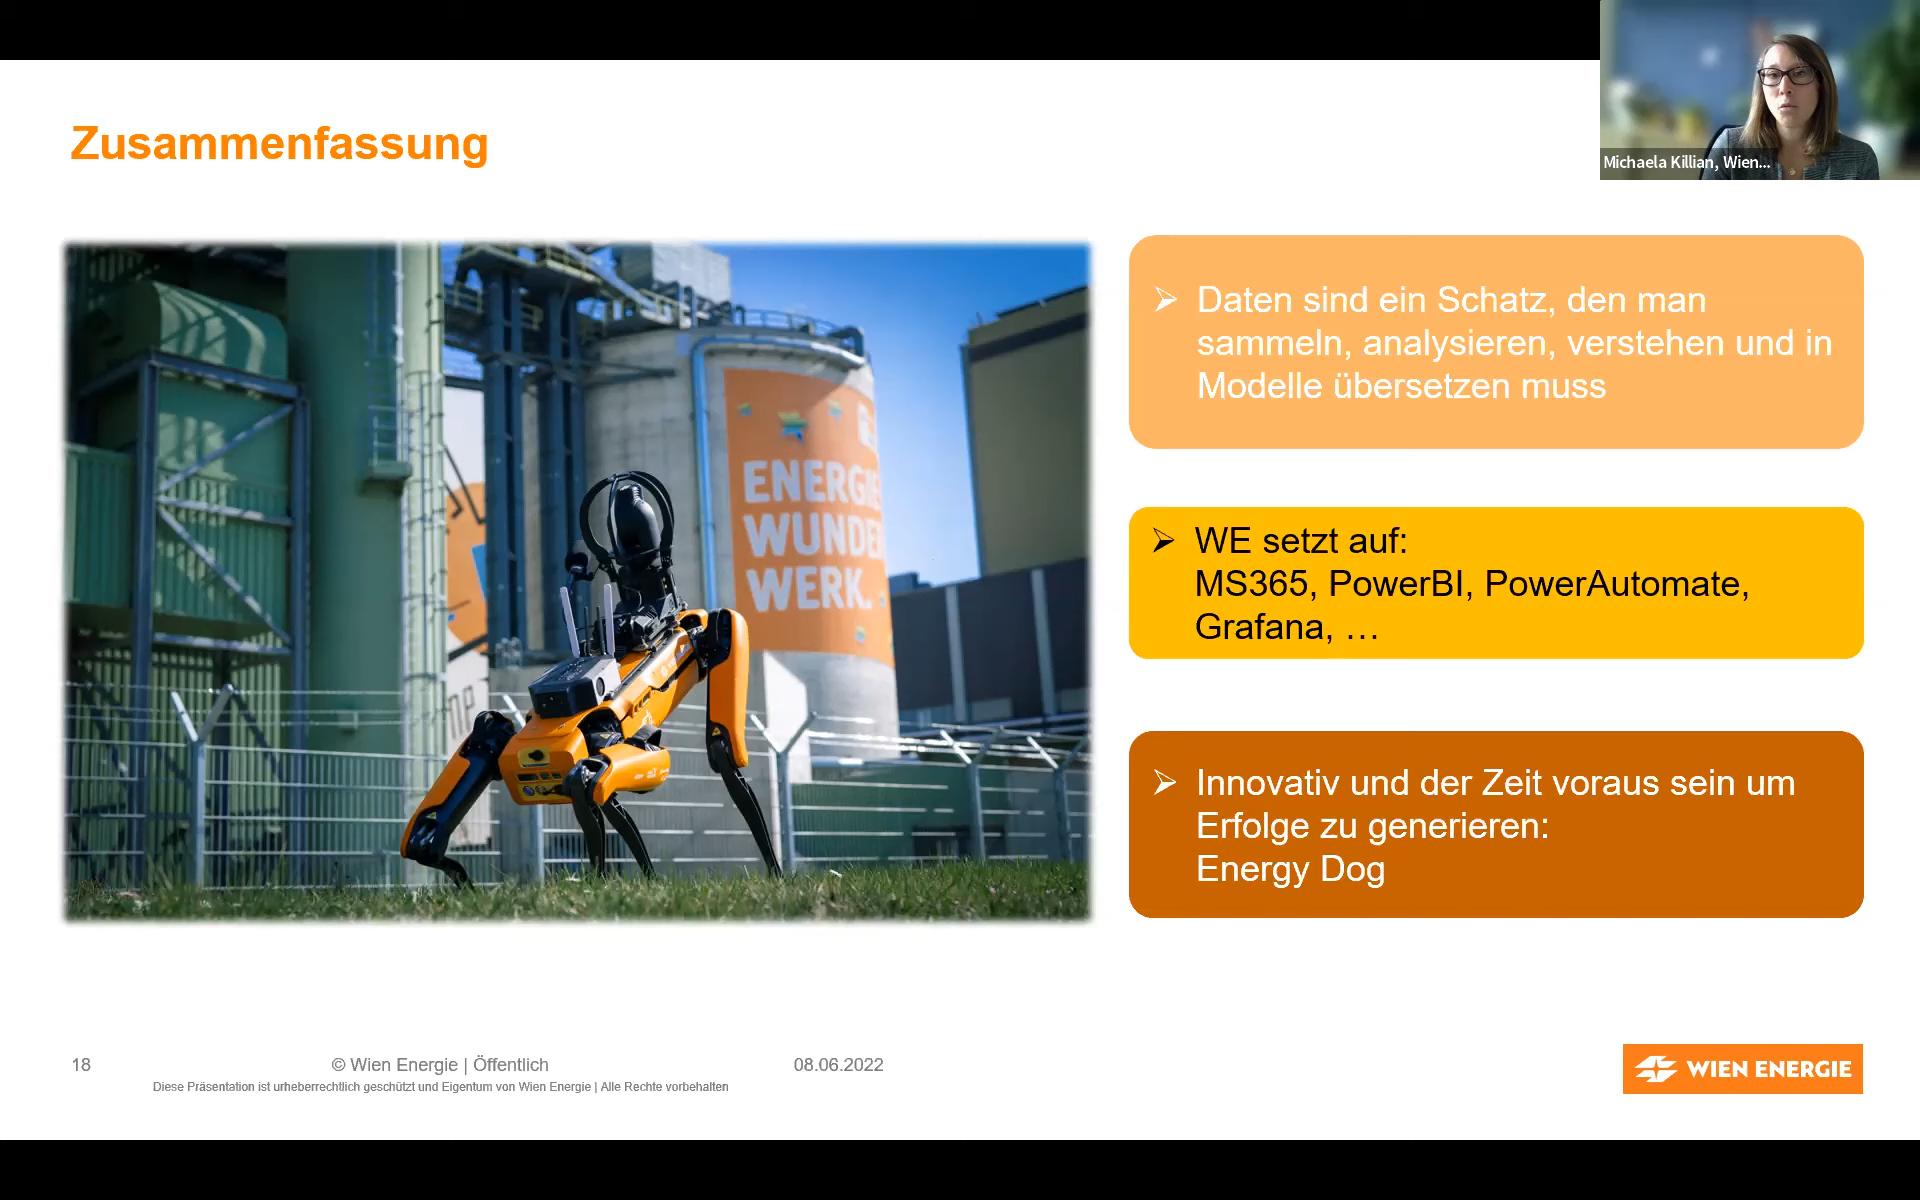 Michaela Killian, Wien...
Zusammenfassung
ENERGIE
WUNDER
WERK.
➢ Daten sind ein Schatz, den man
sammeln, analysieren, verstehen und in
Modelle übersetzen muss
➢ WE setzt auf:
MS365, PowerBI, PowerAutomate,
Grafana, …
➢ Innovativ und der Zeit voraus sein um
Erfolge zu generieren:
Energy Dog
18
© Wien Energie | Öffentlich
08.06.2022
Diese Präsentation ist urheberrechtlich geschützt und Eigentum von Wien Energie | Alle Rechte vorbehalten
WIEN ENERGIE